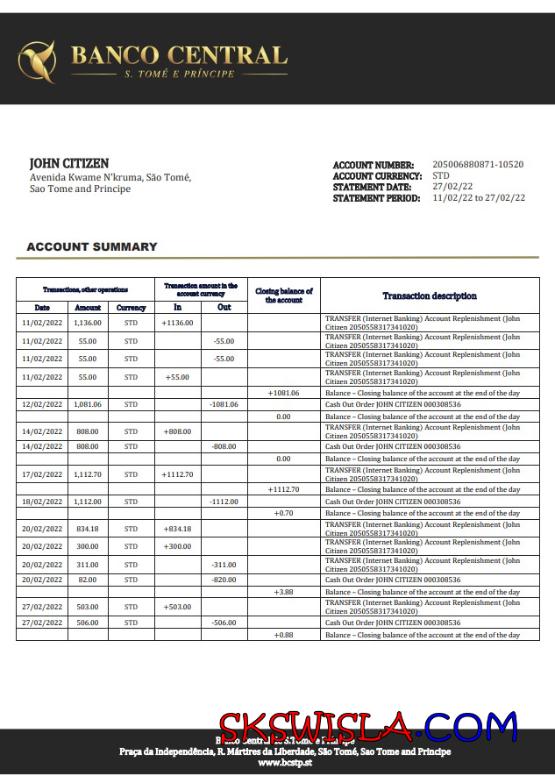 BANCO CENTRAL
S. TOMÉ E PRÍNCIPE
JOHN CITIZEN
Avenida Kwame N'kruma, São Tomé,
Sao Tome and Principe
ACCOUNT NUMBER: 205006880871-10520
ACCOUNT CURRENCY: STD
STATEMENT DATE: 27/02/22
STATEMENT PERIOD: 11/02/22 to 27/02/22
ACCOUNT SUMMARY
Transactions, other operations
Transaction amount in the
account currency
Closing balance of
the account
Transaction description
Date Amount Currency In Out
11/02/2022 1,136.00 STD +1136.00 TRANSFER (Internet Banking) Account Replenishment (John
Citizen 2050558317341020)
11/02/2022 55.00 STD -55.00 TRANSFER (Internet Banking) Account Replenishment (John
Citizen 2050558317341020)
11/02/2022 55.00 STD -55.00 TRANSFER (Internet Banking) Account Replenishment (John
Citizen 2050558317341020)
11/02/2022 55.00 STD +55.00 TRANSFER (Internet Banking) Account Replenishment (John
Citizen 2050558317341020)
+1081.06 Balance – Closing balance of the account at the end of the day
12/02/2022 1,081.06 STD -1081.06 Cash Out Order JOHN CITIZEN 000308536
0.00 Balance – Closing balance of the account at the end of the day
14/02/2022 808.00 STD +808.00 TRANSFER (Internet Banking) Account Replenishment (John
Citizen 2050558317341020)
14/02/2022 808.00 STD -808.00 Cash Out Order JOHN CITIZEN 000308536
0.00 Balance – Closing balance of the account at the end of the day
17/02/2022 1,112.70 STD +1112.70 TRANSFER (Internet Banking) Account Replenishment (John
Citizen 2050558317341020)
+1112.70 Balance – Closing balance of the account at the end of the day
18/02/2022 1,112.00 STD -1112.00 Cash Out Order JOHN CITIZEN 000308536
+0.70 Balance – Closing balance of the account at the end of the day
20/02/2022 834.18 STD +834.18 TRANSFER (Internet Banking) Account Replenishment (John
Citizen 2050558317341020)
20/02/2022 300.00 STD +300.00 TRANSFER (Internet Banking) Account Replenishment (John
Citizen 2050558317341020)
20/02/2022 311.00 STD -311.00 TRANSFER (Internet Banking) Account Replenishment (John
Citizen 2050558317341020)
20/02/2022 82.00 STD -820.00 Cash Out Order JOHN CITIZEN 000308536
+3.88 Balance – Closing balance of the account at the end of the day
27/02/2022 503.00 STD +503.00 TRANSFER (Internet Banking) Account Replenishment (John
Citizen 2050558317341020)
27/02/2022 506.00 STD -506.00 Cash Out Order JOHN CITIZEN 000308536
+0.88 Balance – Closing balance of the account at the end of the day
SKSWISLA.COM
Praça da Independência, R. Mártires da Liberdade, São Tomé, Sao Tome and Principe
www.bcstp.st